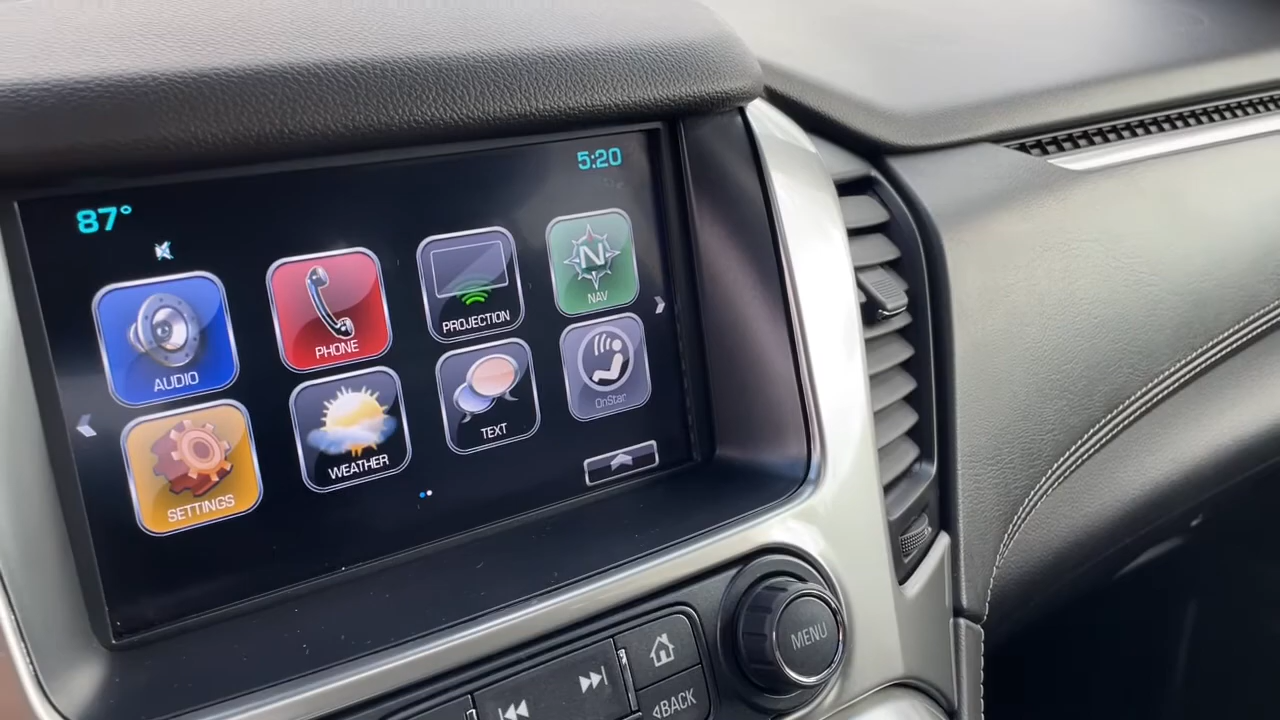 87°
5:20
AUDIO
PHONE
PROJECTION
N
NAV
SETTINGS
WEATHER
TEXT
OnStar
MENU
BACK